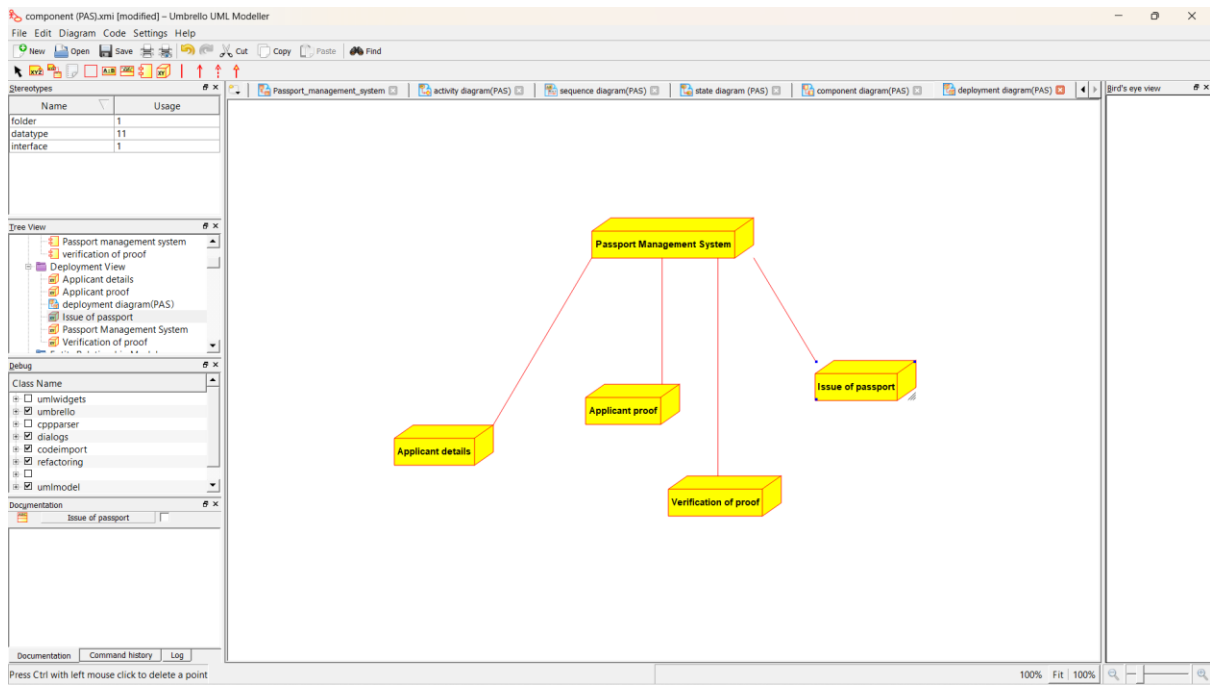 component (PAS).xmi [modified] – Umbrello UML Modeller
File Edit Diagram Code Settings Help
New Open Save Cut Copy Paste Find
Stereotypes
Passport_management_system activity diagram(PAS) sequence diagram(PAS) state diagram (PAS) component diagram(PAS) deployment diagram(PAS)
Bird's eye view
Name Usage
folder 1
datatype 11
interface 1
Tree View
Passport management system
verification of proof
Deployment View
Applicant details
Applicant proof
deployment diagram(PAS)
Issue of passport
Passport Management System
Verification of proof
Debug
Class Name
umlwidgets
umbrello
cppparser
dialogs
codeimport
refactoring
umlmodel
Documentation
Issue of passport
Passport Management System
Issue of passport
Applicant proof
Applicant details
Verification of proof
Documentation Command history Log
Press Ctrl with left mouse click to delete a point
100% Fit 100%